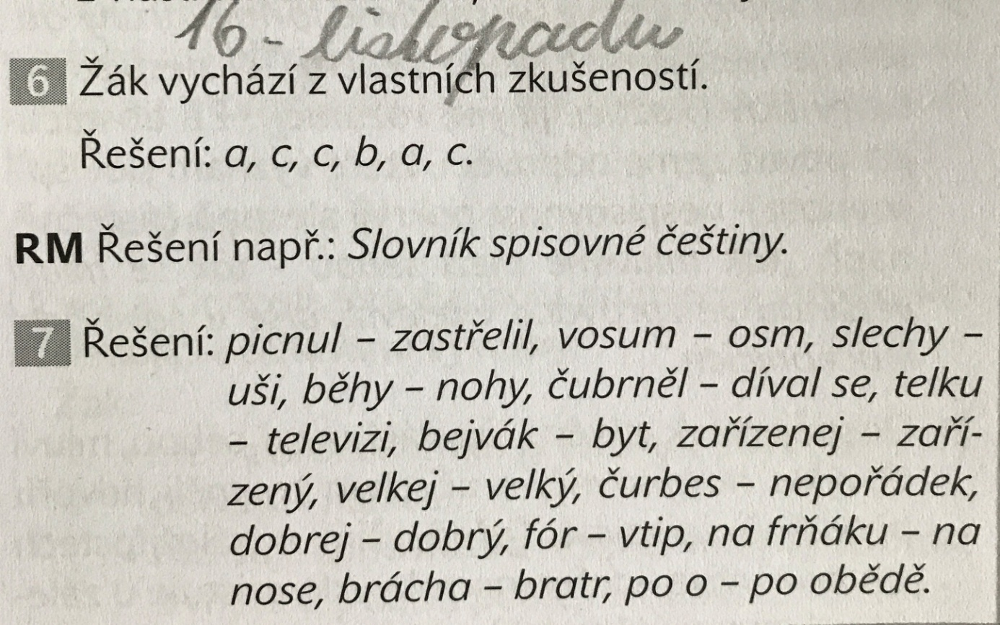 16 - listopadu
6 Žák vychází z vlastních zkušeností.
Řešení: a, c, c, b, a, c.
RM Řešení např.: Slovník spisovné češtiny.
7 Řešení: picnul – zastřelil, vosum – osm, slechy –
uši, běhy – nohy, čubrněl – díval se, telku
– televizi, bejvák – byt, zařízenej – zaří-
zený, velkej – velký, čurbes – nepořádek,
dobrej – dobrý, fór – vtip, na frňáku – na
nose, brácha – bratr, po o – po obědě.